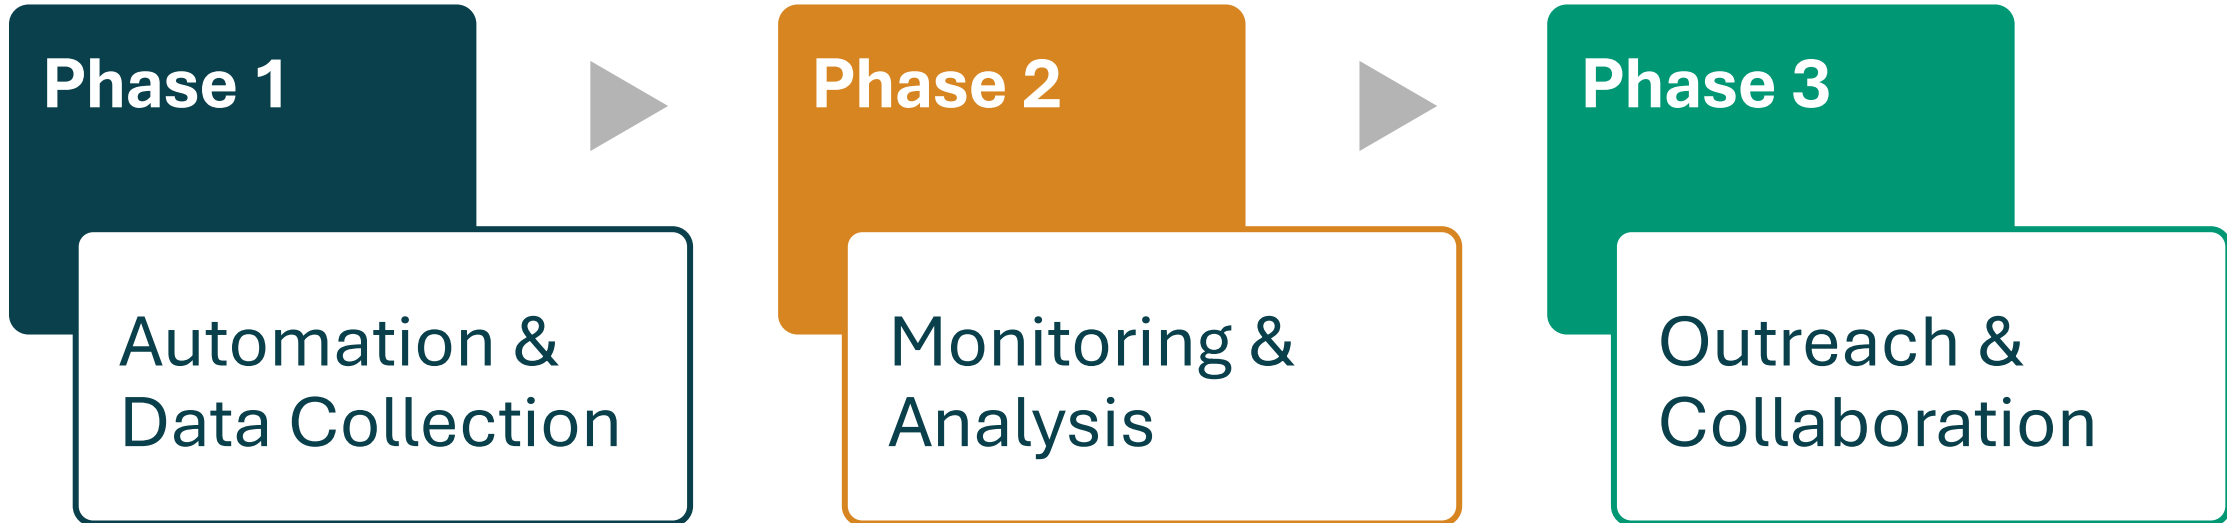 Phase 1
Automation &
Data Collection
Phase 2
Monitoring &
Analysis
Phase 3
Outreach &
Collaboration